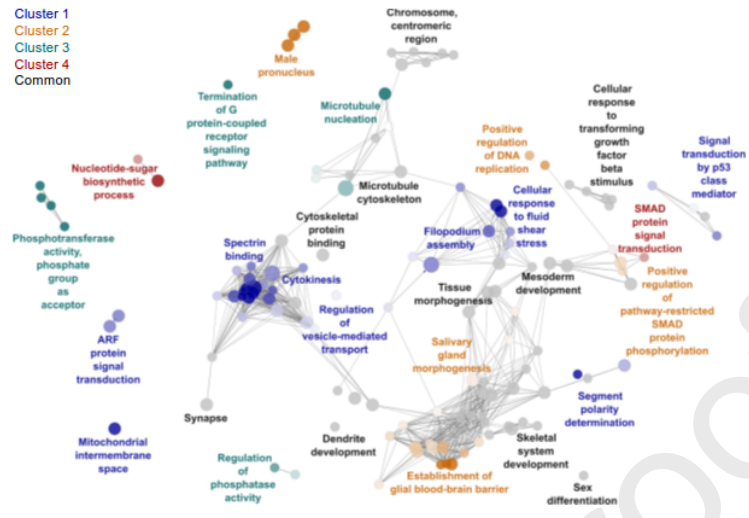 Cluster 1
Cluster 2
Cluster 3
Cluster 4
Common
Chromosome,
centromeric
region
Male
pronucleus
Termination
of G
protein-coupled
receptor
signaling
pathway
Microtubule
nucleation
Cellular
response
to
transforming
growth
factor
beta
stimulus
Positive
regulation
of DNA
replication
Signal
transduction
by p53
class
mediator
Nucleotide-sugar
biosynthetic
process
Microtubule
cytoskeleton
Cellular
response
to fluid
shear
stress
SMAD
protein
signal
transduction
Phosphotransferase
activity,
phosphate
group
as
acceptor
Cytoskeletal
protein
binding
Spectrin
binding
Filopodium
assembly
Cytokinesis
Tissue
morphogenesis
Mesoderm
development
Positive
regulation
of
pathway-restricted
SMAD
protein
phosphorylation
Regulation
of
vesicle-mediated
transport
ARF
protein
signal
transduction
Salivary
gland
morphogenesis
Synapse
Segment
polarity
determination
Mitochondrial
intermembrane
space
Dendrite
development
Skeletal
system
development
Regulation
of
phosphatase
activity
Establishment of
glial blood-brain barrier
Sex
differentiation